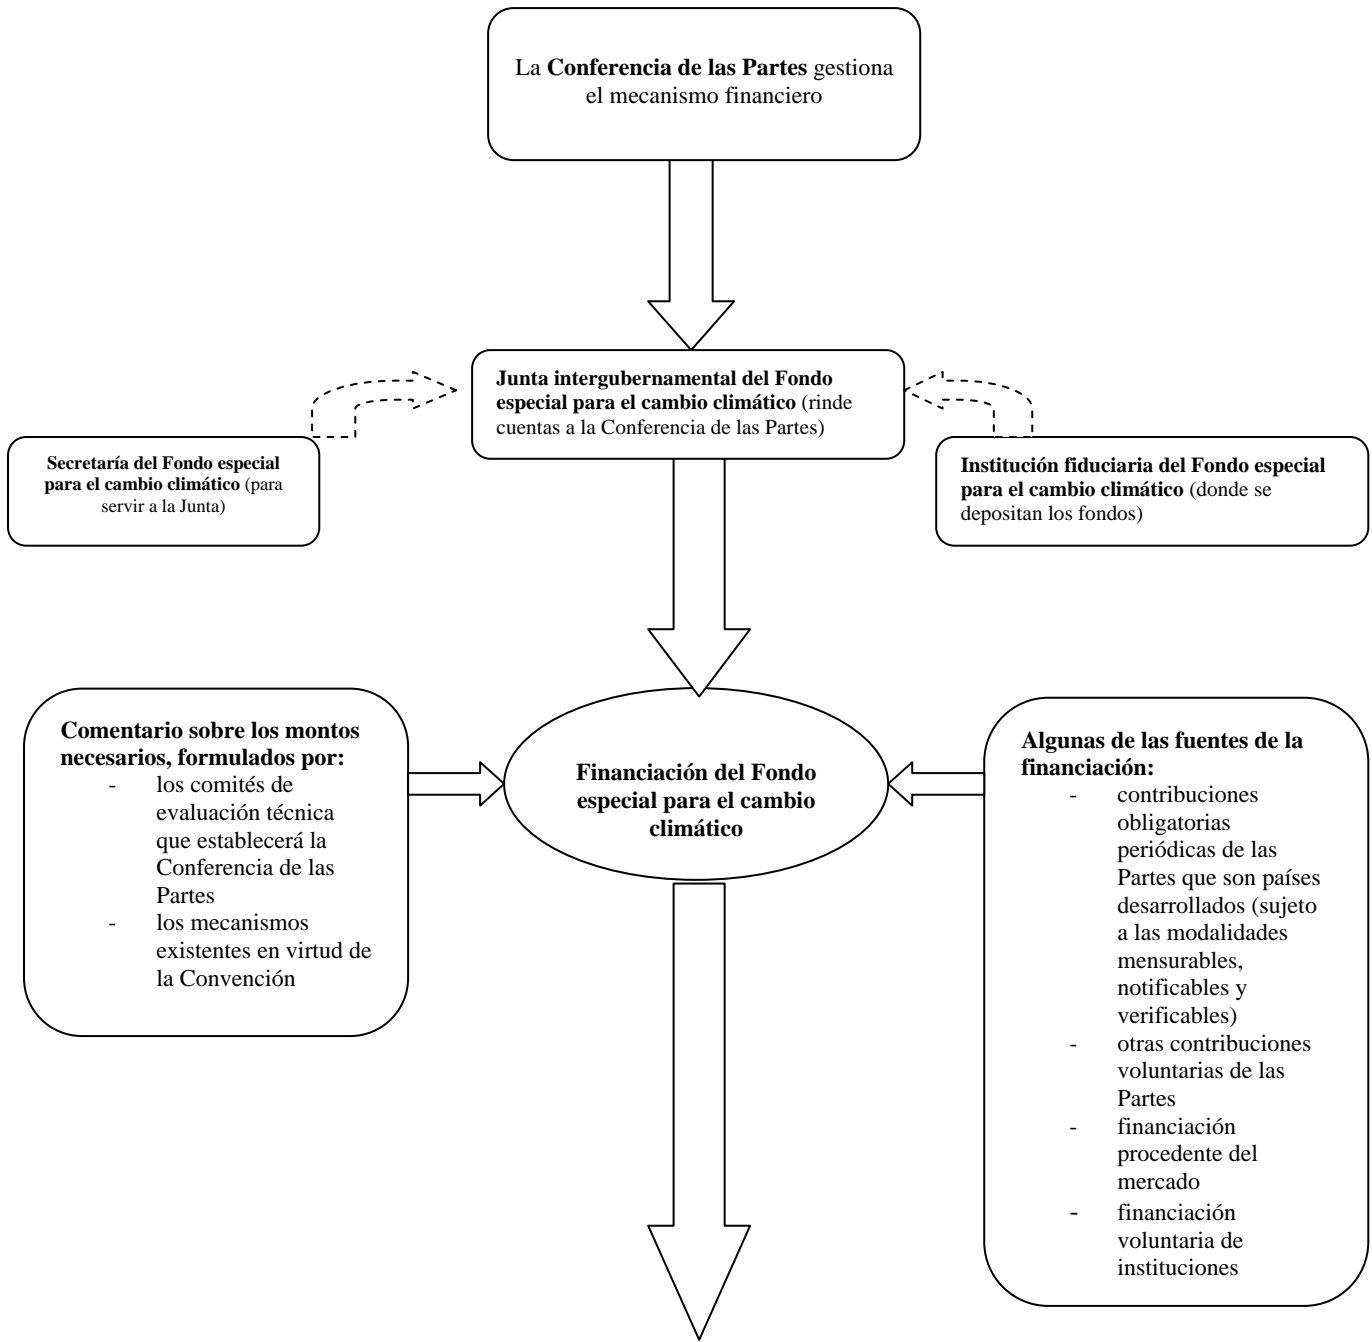 La Conferencia de las Partes gestiona
el mecanismo financiero
Junta intergubernamental del Fondo
especial para el cambio climático (rinde
cuentas a la Conferencia de las Partes)
Secretaría del Fondo especial
para el cambio climático (para
servir a la Junta)
Institución fiduciaria del Fondo especial
para el cambio climático (donde se
depositan los fondos)
Comentario sobre los montos
necesarios, formulados por:
- los comités de
evaluación técnica
que establecerá la
Conferencia de las
Partes
- los mecanismos
existentes en virtud de
la Convención
Financiación del Fondo
especial para el cambio
climático
Algunas de las fuentes de la
financiación:
- contribuciones
obligatorias
periódicas de las
Partes que son países
desarrollados (sujeto
a las modalidades
mensurables,
notificables y
verificables)
- otras contribuciones
voluntarias de las
Partes
- financiación
procedente del
mercado
- financiación
voluntaria de
instituciones